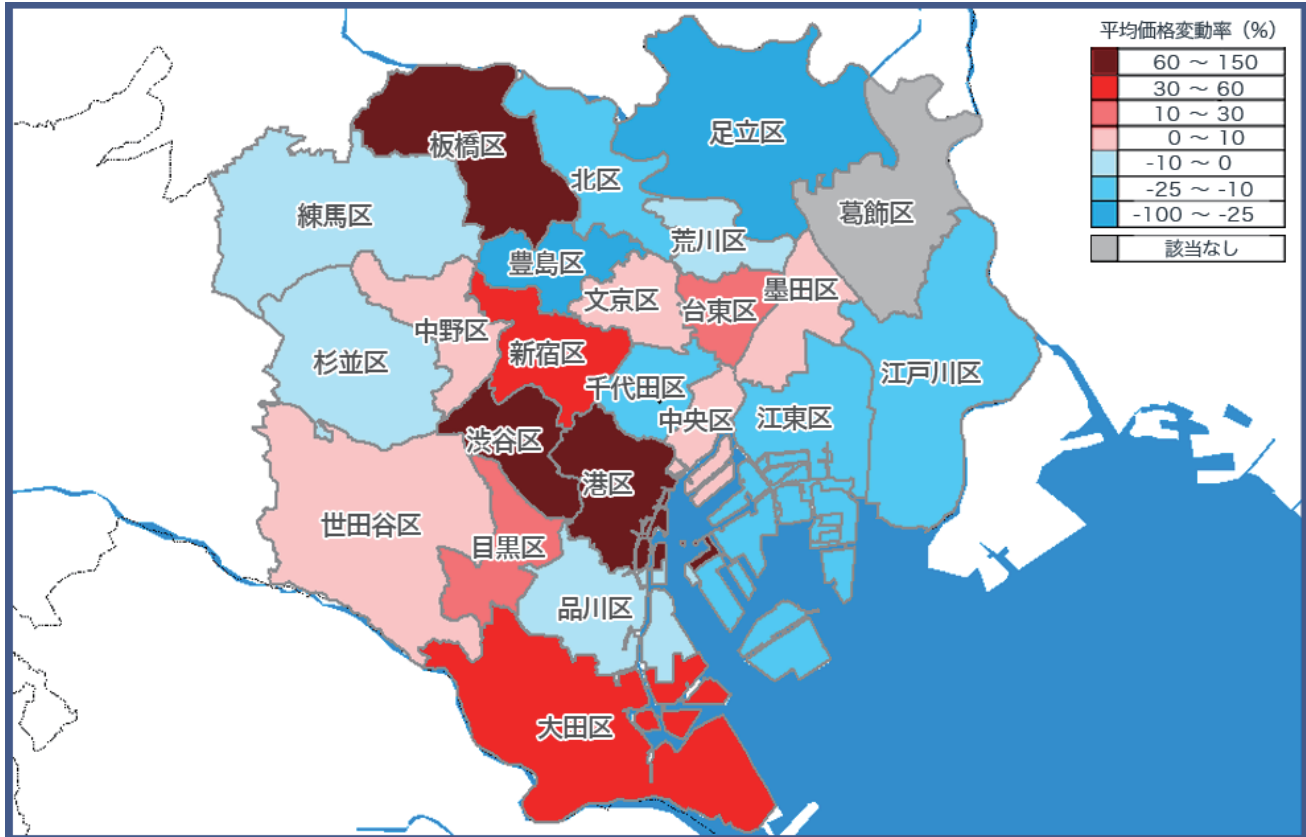 平均価格変動率（%）
60 ～ 150
30 ～ 60
10 ～ 30
0 ～ 10
-10 ～ 0
-25 ～ -10
-100 ～ -25
該当なし
足立区
板橋区
北区
練馬区
葛飾区
荒川区
豊島区
墨田区
文京区
台東区
中野区
新宿区
杉並区
千代田区
江戸川区
中央区
江東区
渋谷区
港区
世田谷区
目黒区
品川区
大田区